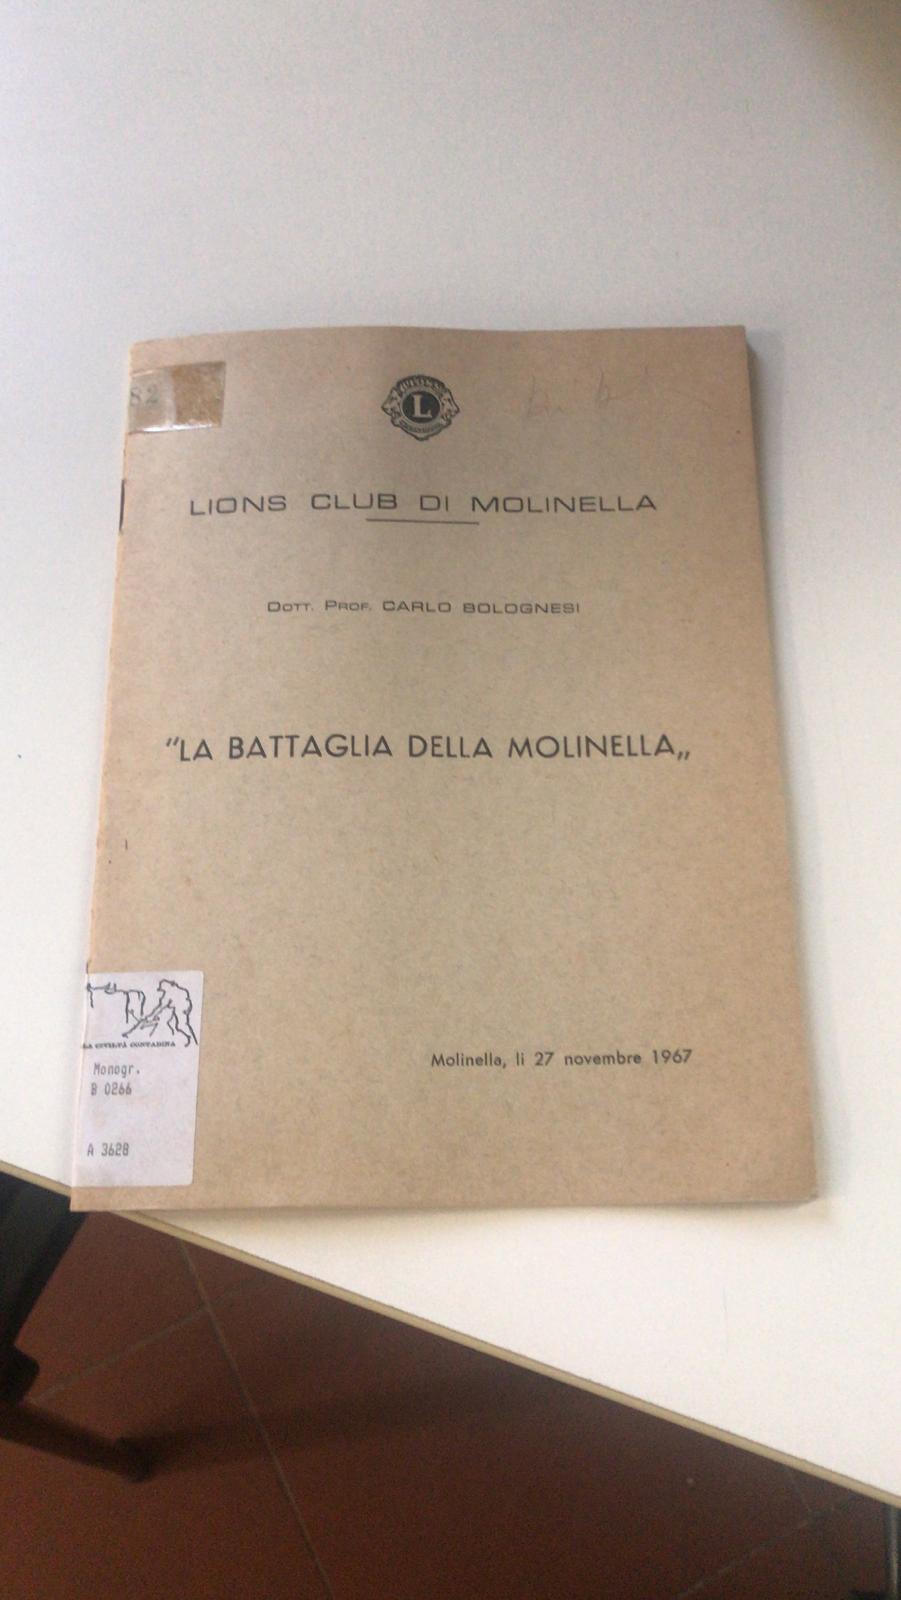 82
L
LIONS CLUB DI MOLINELLA
DOTT. PROF. CARLO BOLOGNESI
"LA BATTAGLIA DELLA MOLINELLA„
LA CIVILTÀ CONTADINA
Monogr.
B 0266
A 3628
Molinella, li 27 novembre 1967